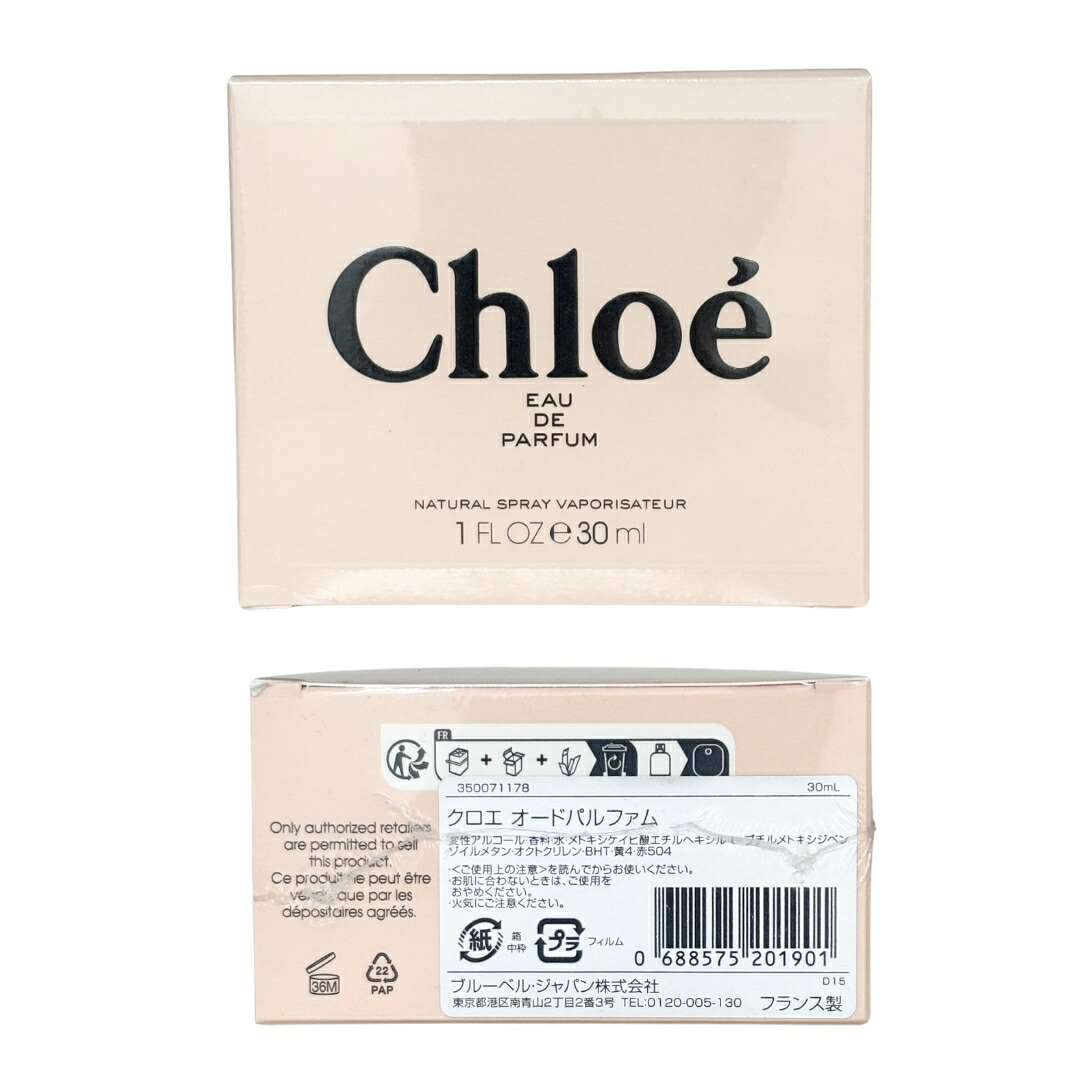 Chloé
EAU
DE
PARFUM
NATURAL SPRAY VAPORISATEUR
1 FL OZ ℮ 30 ml
FR
Only authorized retailers
are permitted to sell
this product.
Ce produit ne peut être
vendu que par les
dépositaires agréés.
36M
22
PAP
350071178 30mL
クロエ オードパルファム
変性アルコール・香料・水・メトキシケイヒ酸エチルヘキシル・ ブチルメトキシジベン
ゾイルメタン・オクトクリレン・BHT・黄4・赤504
・<ご使用上の注意>を読んでからお使いください。
・お肌に合わないときは、ご使用を
おやめください。
・火気にご注意ください。
紙 箱
中枠
プラ フィルム
0 688575 201901
ブルーベル・ジャパン株式会社 D15
東京都港区南青山2丁目2番3号 TEL:0120-005-130 フランス製